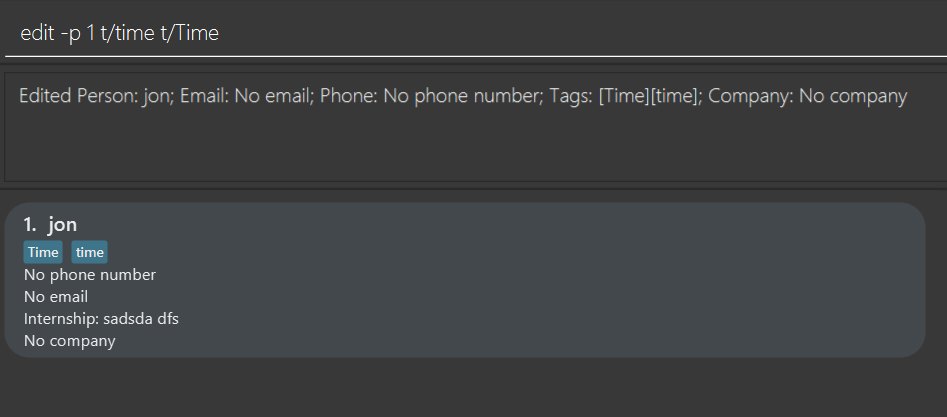 edit -p 1 t/time t/Time
Edited Person: jon; Email: No email; Phone: No phone number; Tags: [Time][time]; Company: No company
1. jon
Time time
No phone number
No email
Internship: sadsda dfs
No company